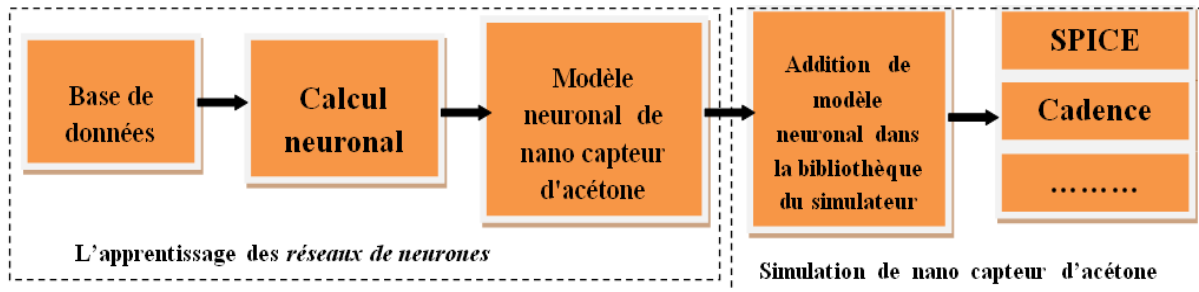 Base de
données
Calcul
neuronal
Modèle
neuronal de
nano capteur
d'acétone
L'apprentissage des réseaux de neurones
Addition de
modèle
neuronal dans
la bibliothèque
du simulateur
SPICE
Cadence
………
Simulation de nano capteur d'acétone